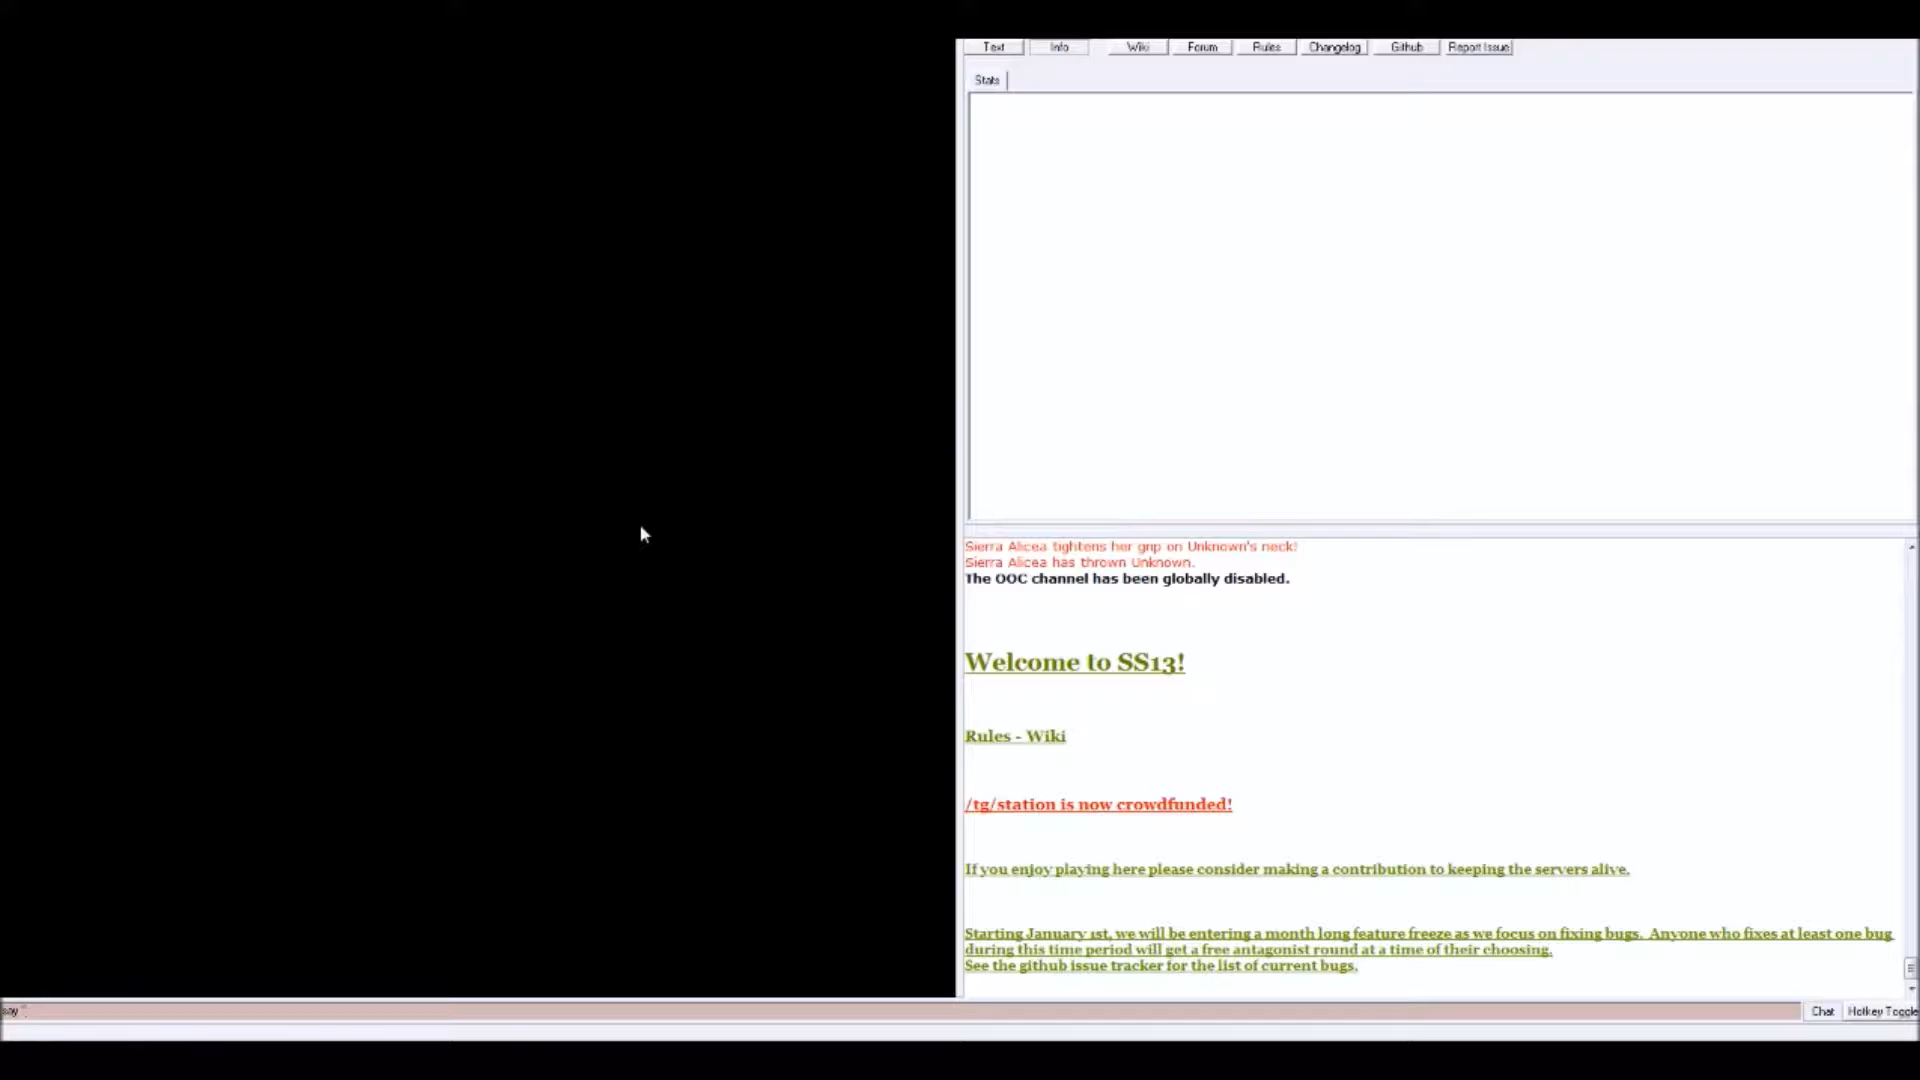 Text Info Wiki Forum Rules Changelog Github Report Issue
Stats
Sierra Alicea tightens her grip on Unknown's neck!
Sierra Alicea has thrown Unknown.
The OOC channel has been globally disabled.
Welcome to SS13!
Rules - Wiki
/tg/station is now crowdfunded!
If you enjoy playing here please consider making a contribution to keeping the servers alive.
Starting January 1st, we will be entering a month long feature freeze as we focus on fixing bugs. Anyone who fixes at least one bug
during this time period will get a free antagonist round at a time of their choosing.
See the github issue tracker for the list of current bugs.
say " Chat Hotkey Toggle